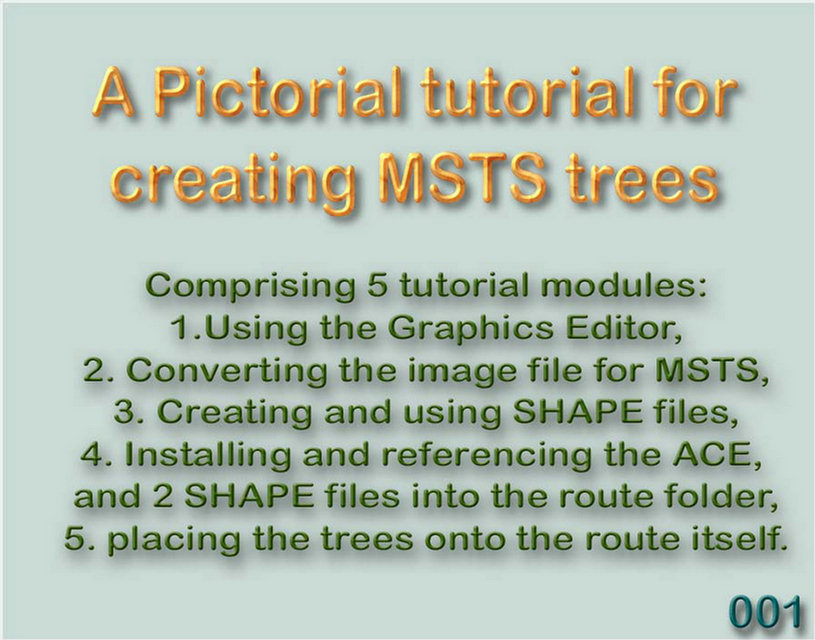 A Pictorial tutorial for
creating MSTS trees
Comprising 5 tutorial modules:
1.Using the Graphics Editor,
2. Converting the image file for MSTS,
3. Creating and using SHAPE files,
4. Installing and referencing the ACE,
and 2 SHAPE files into the route folder,
5. placing the trees onto the route itself.
001